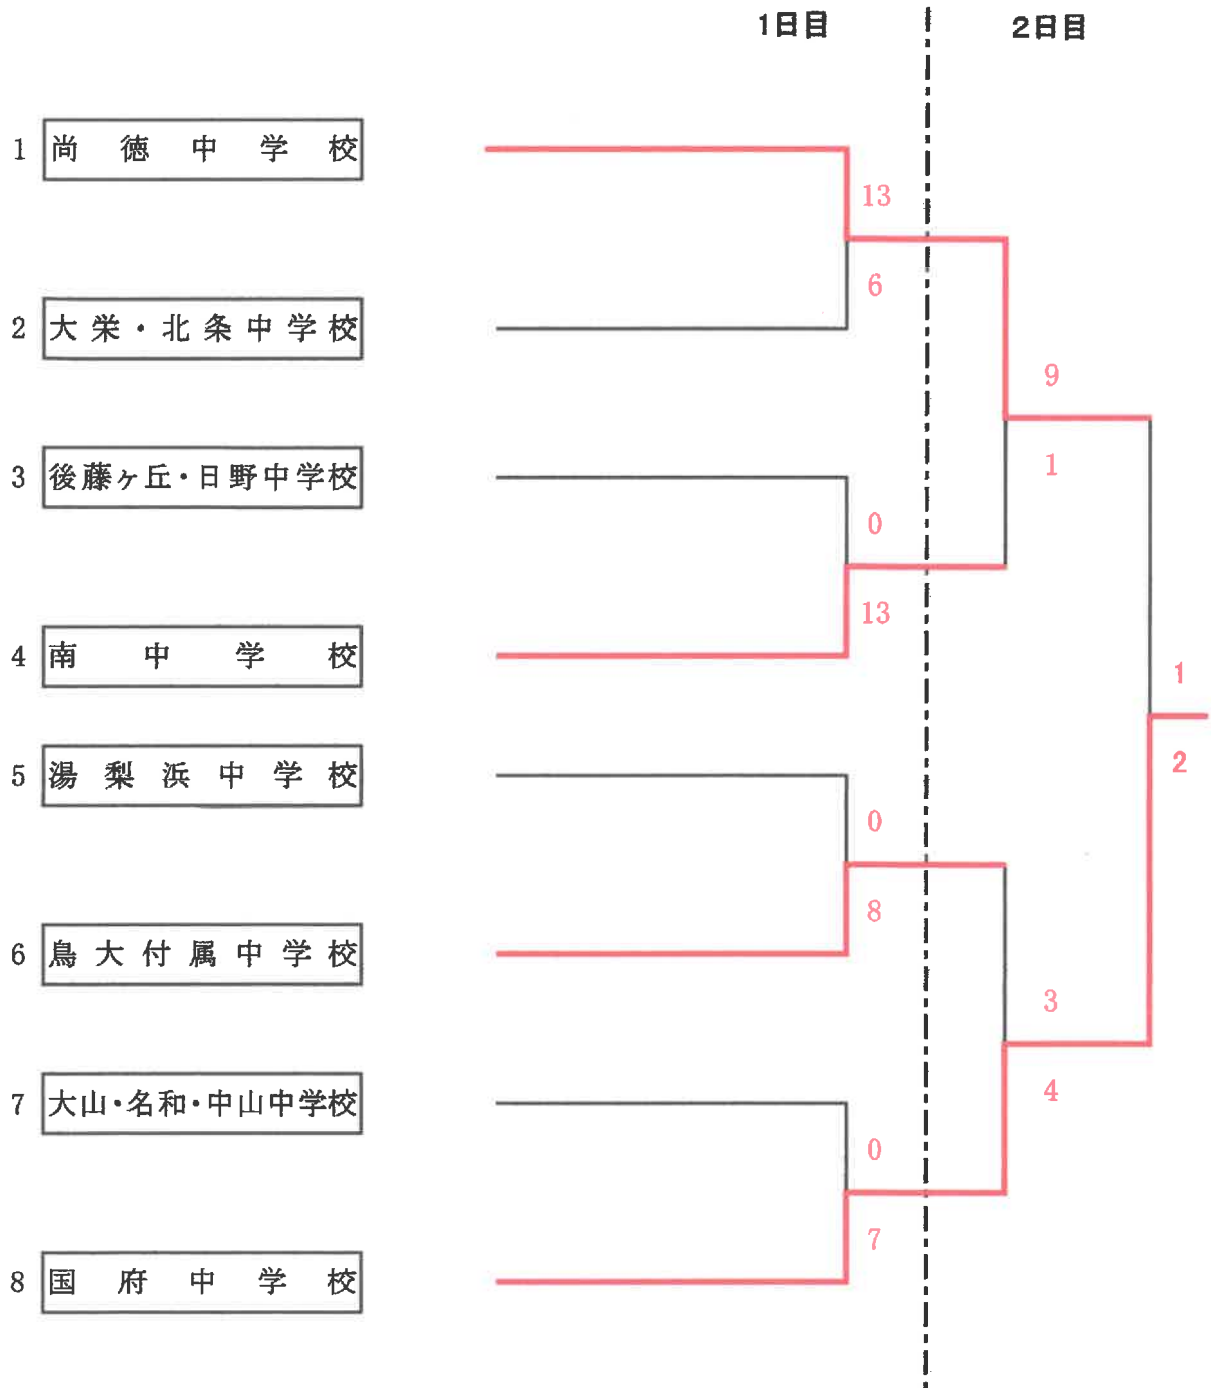 1日目 2日目
1 尚徳中学校
13
6
2 大栄・北条中学校
9
3 後藤ヶ丘・日野中学校
1
0
13
4 南中学校
1
2
5 湯梨浜中学校
0
8
6 鳥大付属中学校
3
4
7 大山・名和・中山中学校
0
7
8 国府中学校